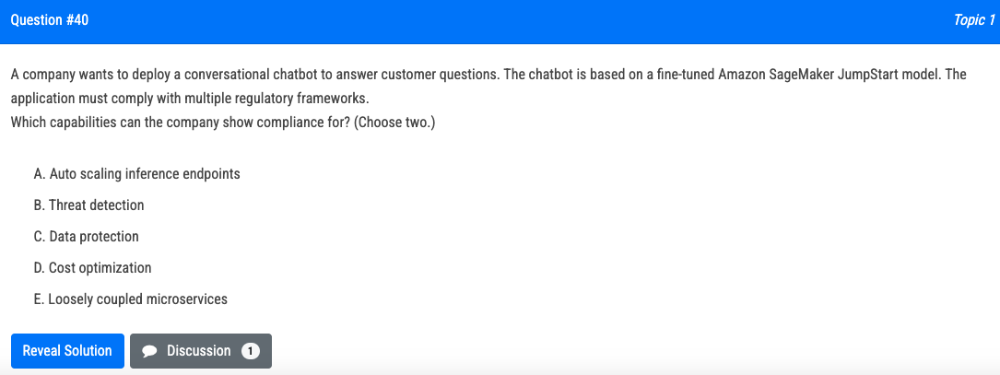 Question #40
Topic 1
A company wants to deploy a conversational chatbot to answer customer questions. The chatbot is based on a fine-tuned Amazon SageMaker JumpStart model. The
application must comply with multiple regulatory frameworks.
Which capabilities can the company show compliance for? (Choose two.)
A. Auto scaling inference endpoints
B. Threat detection
C. Data protection
D. Cost optimization
E. Loosely coupled microservices
Reveal Solution
Discussion 1